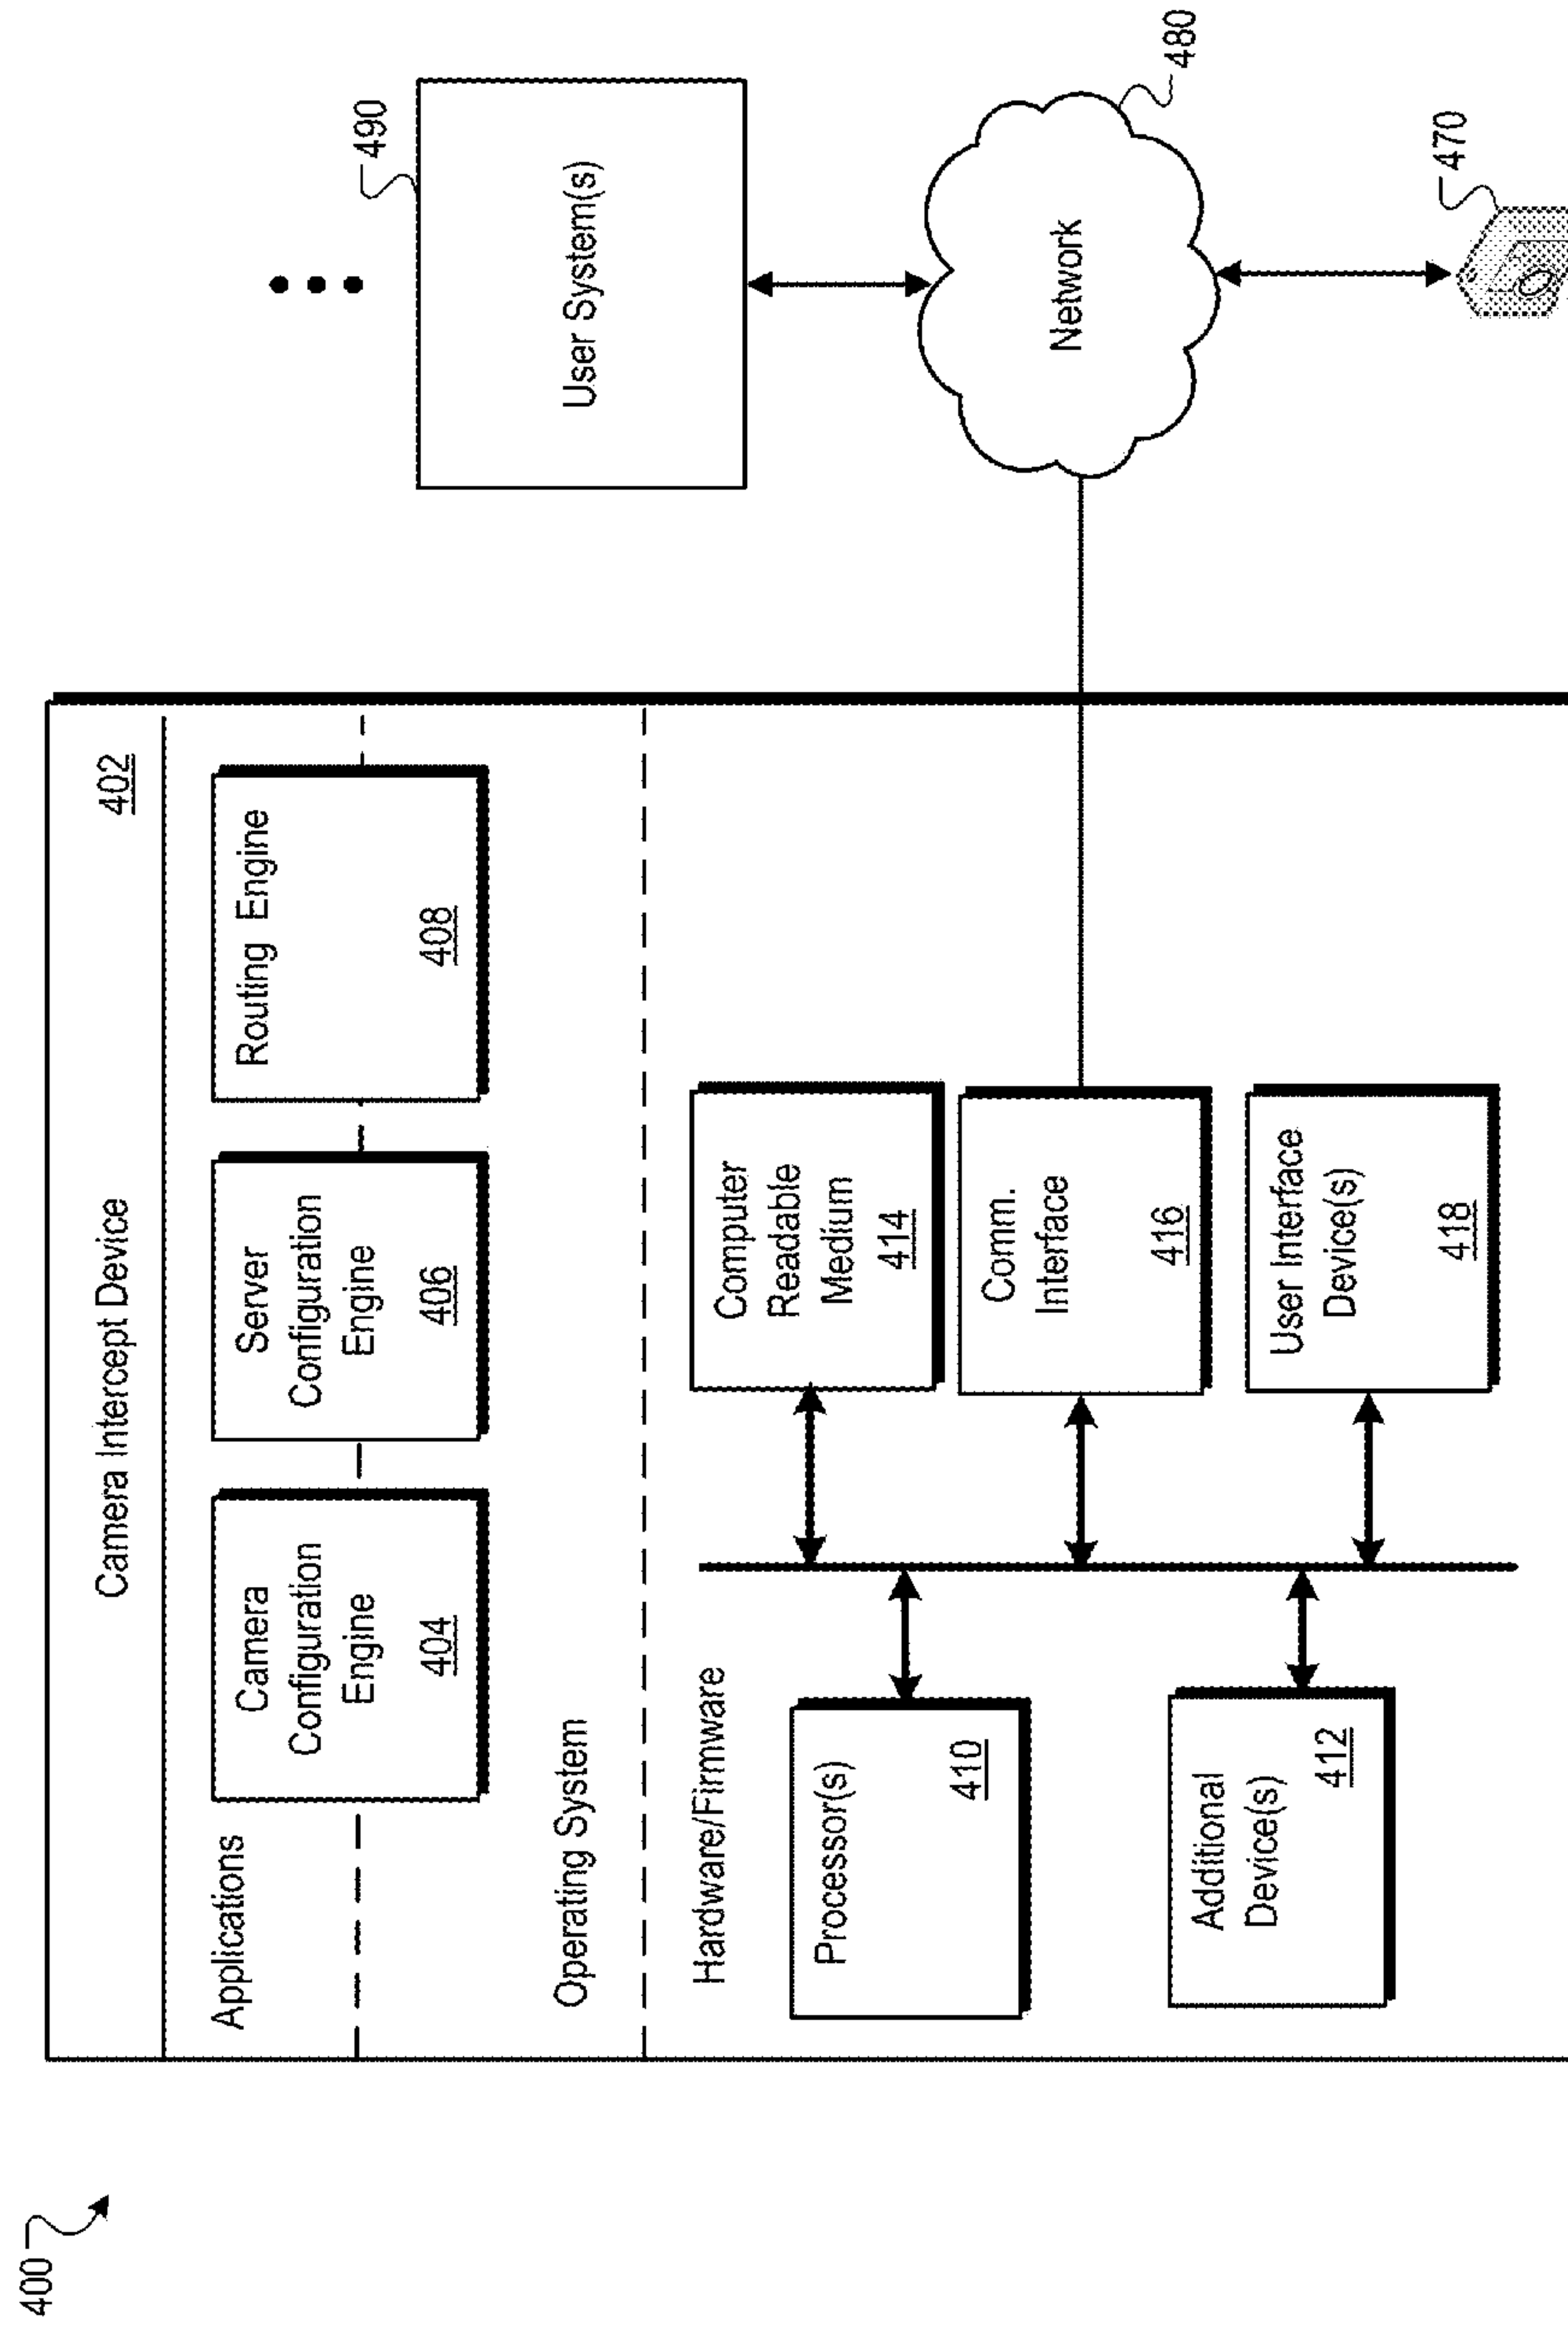 400
Camera Intercept Device
402
Applications
Camera
Configuration
Engine
404
Server
Configuration
Engine
406
Routing Engine
408
Operating System
Hardware/Firmware
Processor(s)
410
Additional
Device(s)
412
Computer
Readable
Medium
414
Comm.
Interface
416
User Interface
Device(s)
418
490
User System(s)
Network
480
470